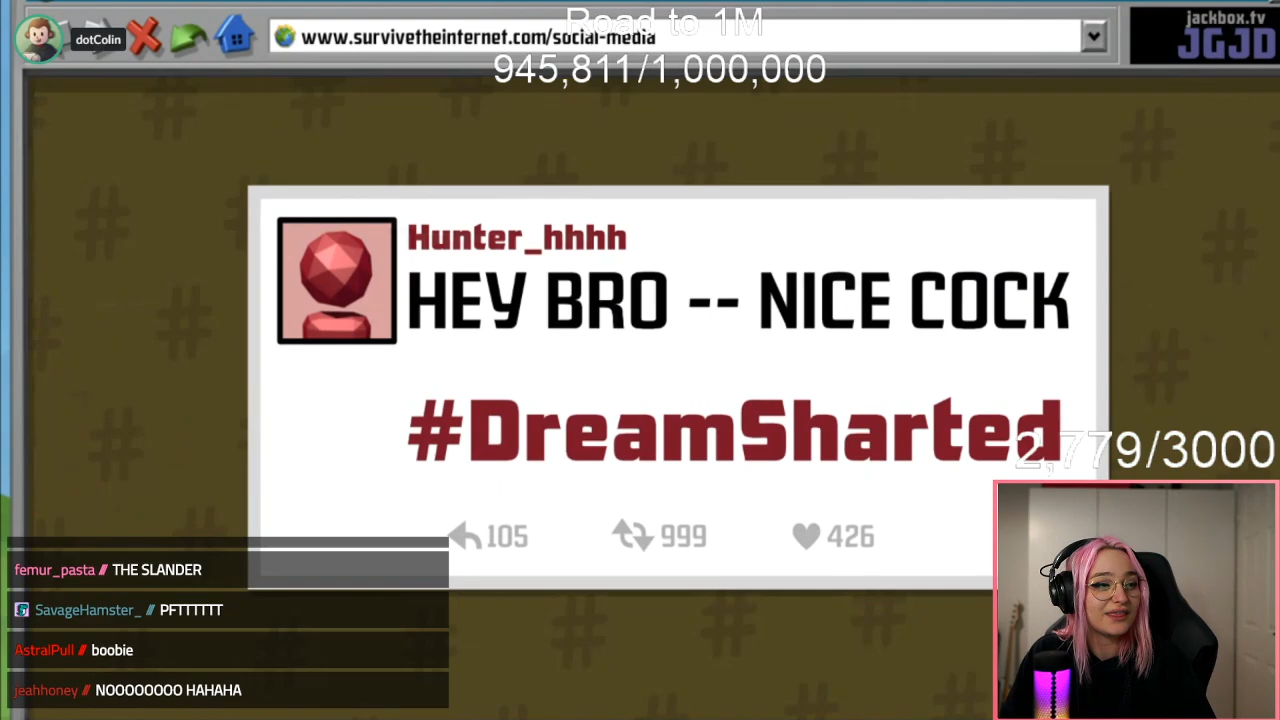 Road to 1M
dotColin
www.survivetheinternet.com/social-media
jackbox.tv
JGJD
945,811/1,000,000
Hunter_hhhh
HEY BRO -- NICE COCK
#DreamSharted
2,779/3000
105
999
426
femur_pasta // THE SLANDER
SavageHamster_ // PFTTTTTT
AstralPull // boobie
jeahhoney // NOOOOOOOO HAHAHA